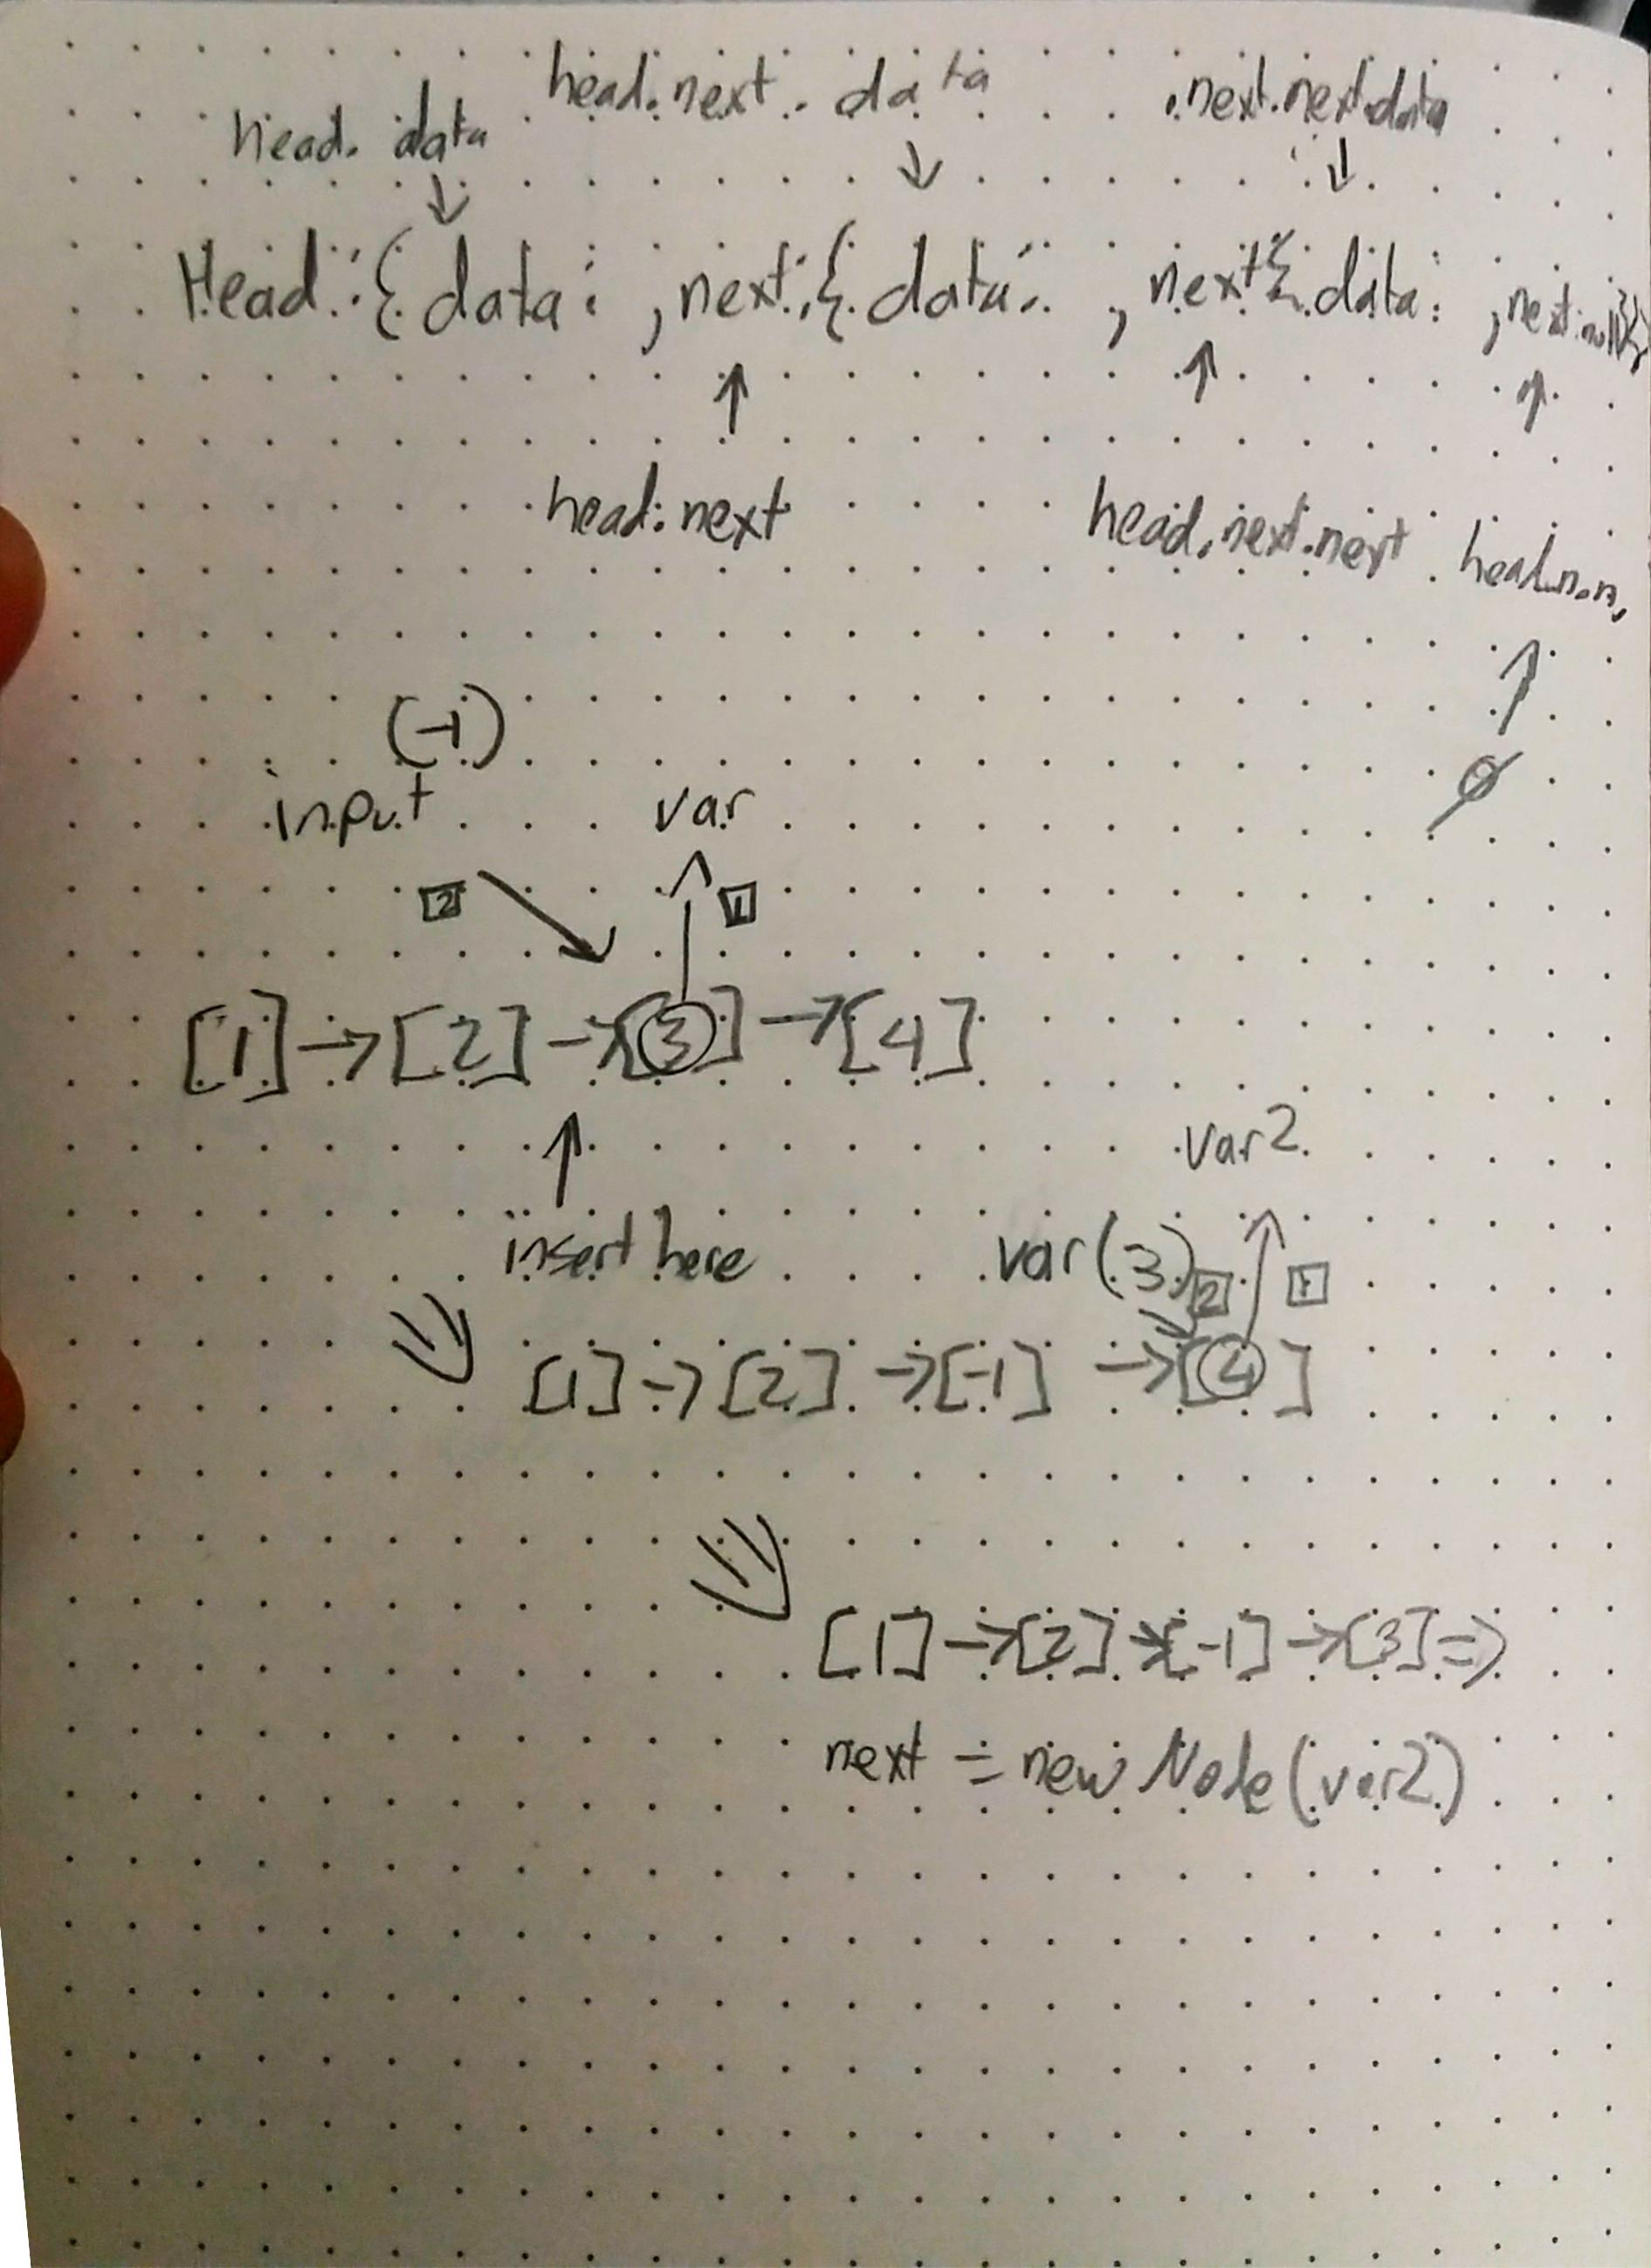 head.next.data .next.next.data
head.data
Head:{data: ,next:{data: ,next{data: ,next:null}}}
head.next head.next.next head.n.n.
∅
(-1)
input var
2 1
[1]→[2]→[3]→[4]
var2
insert here var(3) 2 1
[1]→[2]→[-1]→[4]
[1]→[2]→[-1]→[3]⇒
next = new Node(var2)